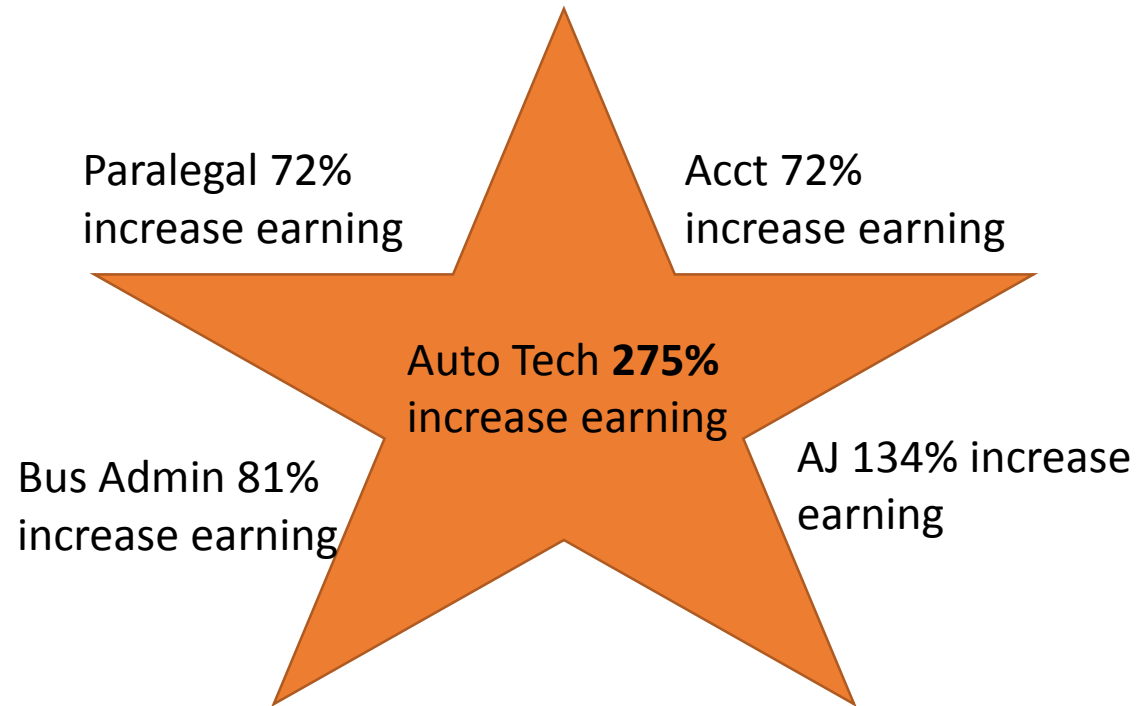 Paralegal 72%
increase earning
Acct 72%
increase earning
Auto Tech 275%
increase earning
Bus Admin 81%
increase earning
AJ 134% increase
earning